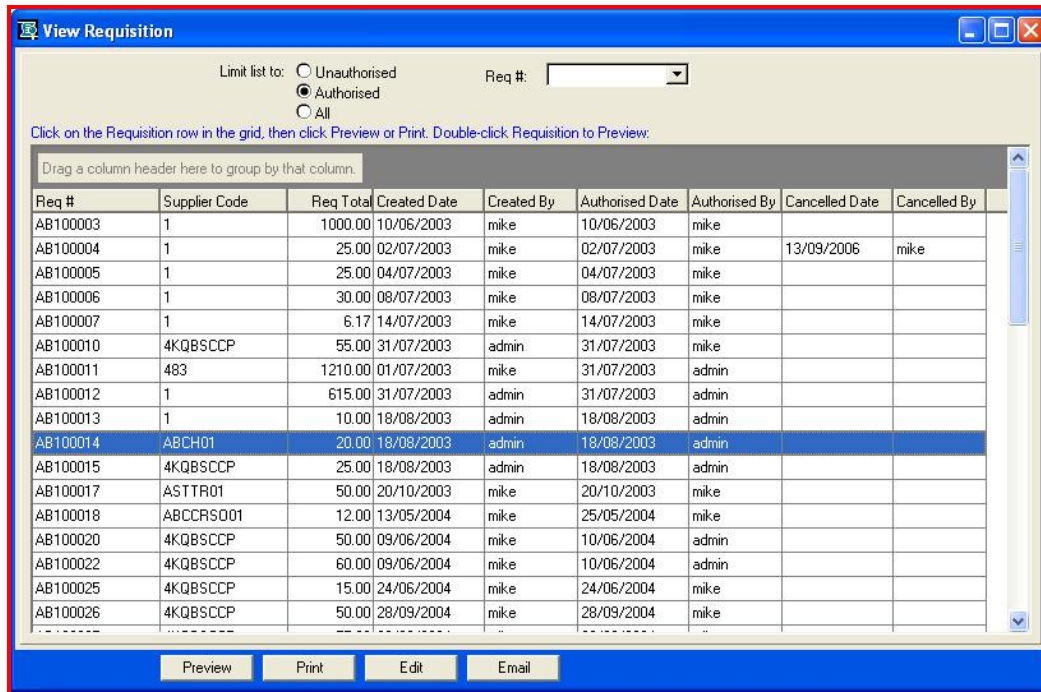 View Requisition
Limit list to: Unauthorised Req #:
Authorised
All
Click on the Requisition row in the grid, then click Preview or Print. Double-click Requisition to Preview:
Drag a column header here to group by that column.
Req # Supplier Code Req Total Created Date Created By Authorised Date Authorised By Cancelled Date Cancelled By
AB100003 1 1000.00 10/06/2003 mike 10/06/2003 mike
AB100004 1 25.00 02/07/2003 mike 02/07/2003 mike 13/09/2006 mike
AB100005 1 25.00 04/07/2003 mike 04/07/2003 mike
AB100006 1 30.00 08/07/2003 mike 08/07/2003 mike
AB100007 1 6.17 14/07/2003 mike 14/07/2003 mike
AB100010 4KQBSCCP 55.00 31/07/2003 admin 31/07/2003 mike
AB100011 483 1210.00 01/07/2003 mike 31/07/2003 admin
AB100012 1 615.00 31/07/2003 admin 31/07/2003 admin
AB100013 1 10.00 18/08/2003 admin 18/08/2003 admin
AB100014 ABCH01 20.00 18/08/2003 admin 18/08/2003 admin
AB100015 4KQBSCCP 25.00 18/08/2003 admin 18/08/2003 admin
AB100017 ASTTR01 50.00 20/10/2003 mike 20/10/2003 mike
AB100018 ABCCRSO01 12.00 13/05/2004 mike 25/05/2004 mike
AB100020 4KQBSCCP 50.00 09/06/2004 mike 10/06/2004 admin
AB100022 4KQBSCCP 60.00 09/06/2004 mike 10/06/2004 admin
AB100025 4KQBSCCP 15.00 24/06/2004 mike 24/06/2004 mike
AB100026 4KQBSCCP 50.00 28/09/2004 mike 28/09/2004 mike
Preview Print Edit Email